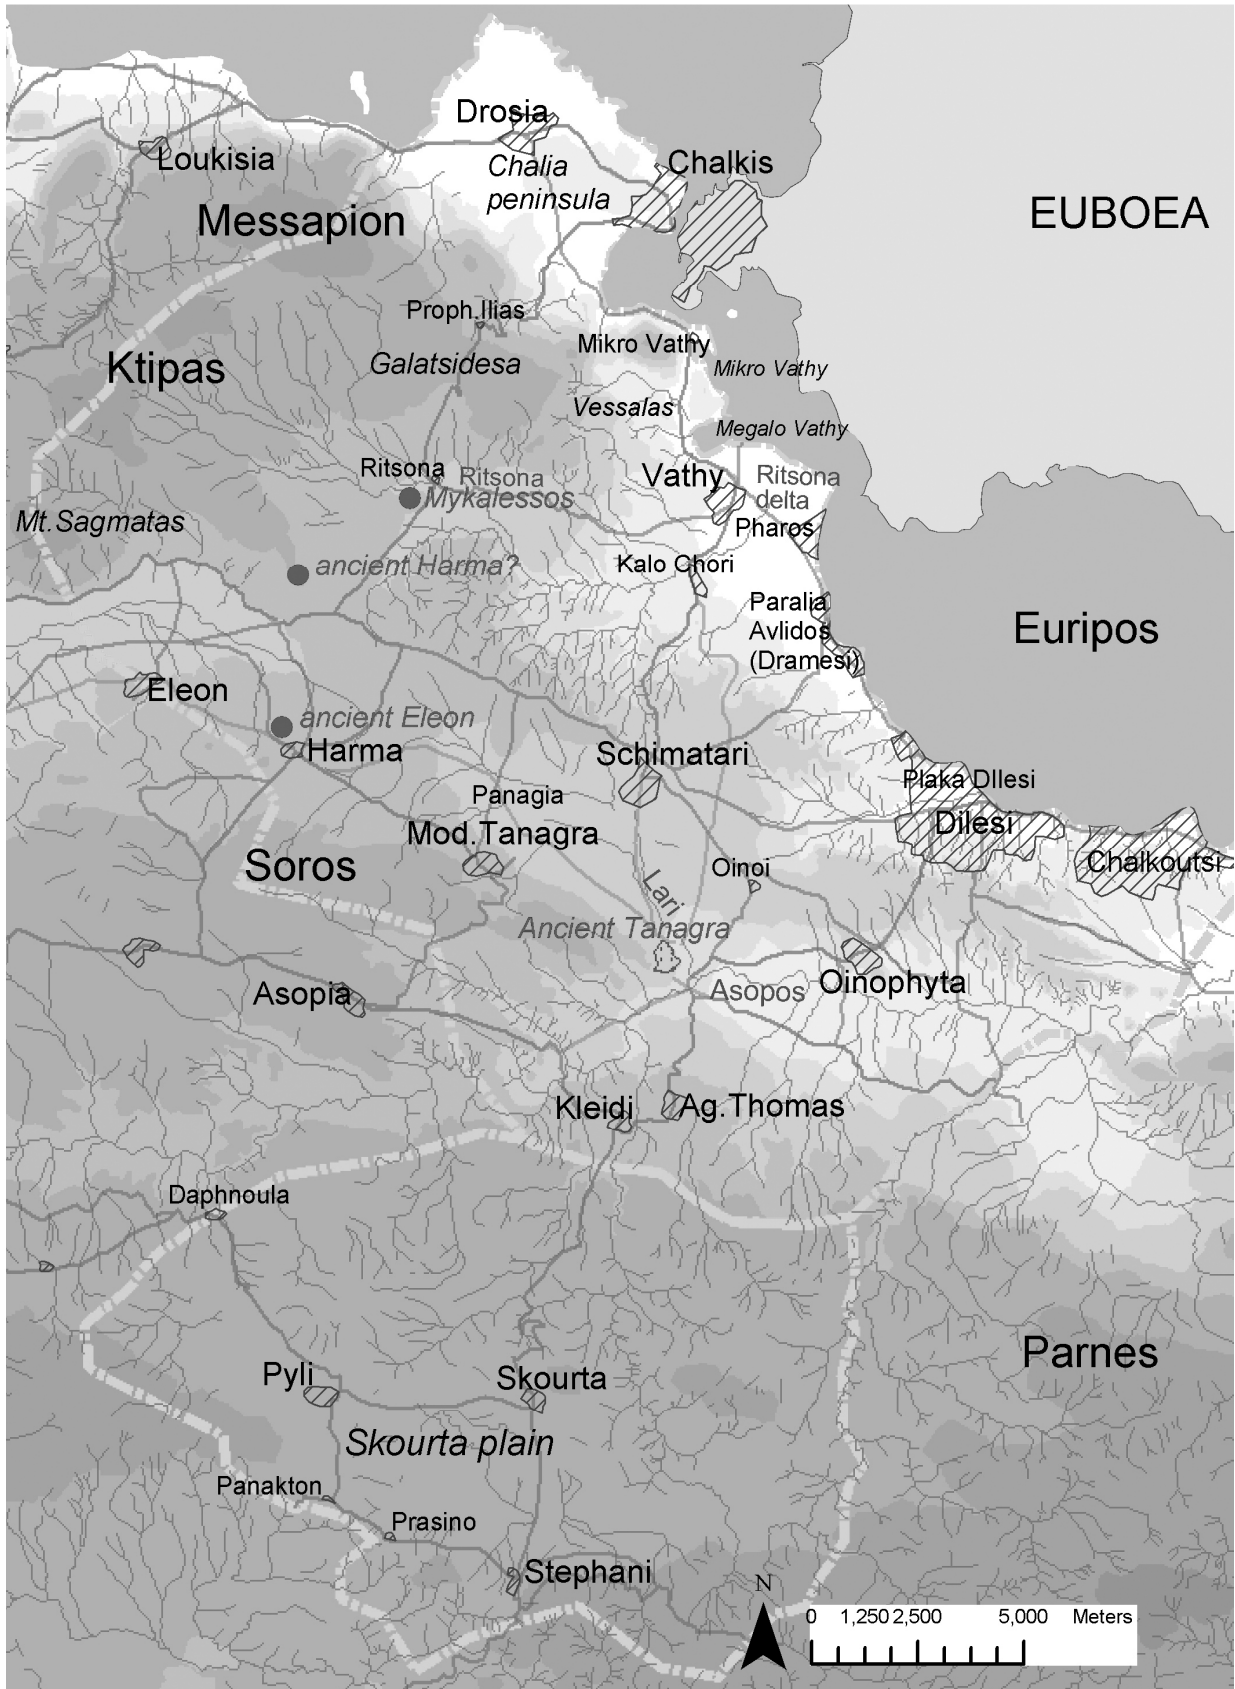 Drosia
Loukisia
Chalia
peninsula
Chalkis
Messapion
EUBOEA
Proph.Ilias
Mikro Vathy
Ktipas
Galatsidesa
Mikro Vathy
Vessalas
Megalo Vathy
Ritsona
Ritsona
Vathy
Ritsona
delta
Mykalessos
Mt.Sagmatas
Pharos
ancient Harma?
Kalo Chori
Paralia
Avlidos
(Dramesi)
Euripos
Eleon
ancient Eleon
Harma
Schimatari
Plaka DIlesi
Panagia
Mod.Tanagra
Dilesi
Soros
Oinoi
Chalkoutsi
Lari
Ancient Tanagra
Asopia
Asopos
Oinophyta
Kleidi
Ag.Thomas
Daphnoula
Parnes
Pyli
Skourta
Skourta plain
Panakton
Prasino
Stephani
N
0 1,250 2,500 5,000 Meters